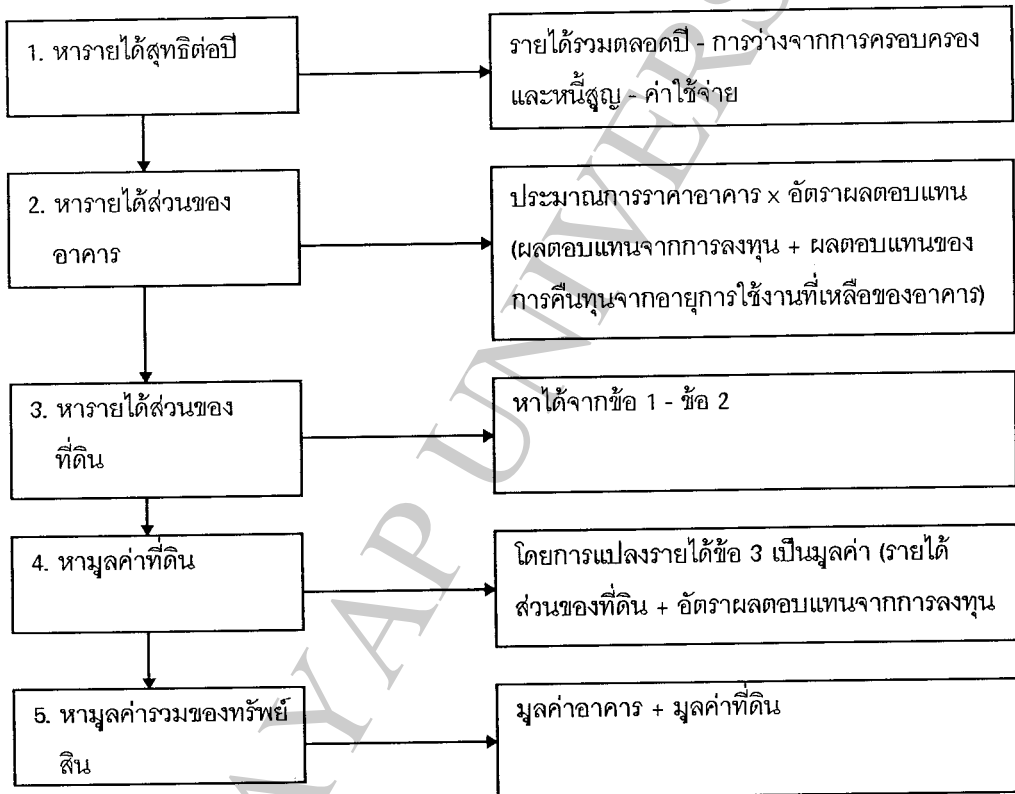 1. หารายได้สุทธิต่อปี
รายได้รวมตลอดปี - การว่างจากการครอบครอง
และหนี้สูญ - ค่าใช้จ่าย
2. หารายได้ส่วนของ
อาคาร
ประมาณการราคาอาคาร × อัตราผลตอบแทน
(ผลตอบแทนจากการลงทุน + ผลตอบแทนของ
การคืนทุนจากอายุการใช้งานที่เหลือของอาคาร)
3. หารายได้ส่วนของ
ที่ดิน
หาได้จากข้อ 1 - ข้อ 2
4. หามูลค่าที่ดิน
โดยการแปลงรายได้ข้อ 3 เป็นมูลค่า (รายได้
ส่วนของที่ดิน + อัตราผลตอบแทนจากการลงทุน
5. หามูลค่ารวมของทรัพย์
สิน
มูลค่าอาคาร + มูลค่าที่ดิน
YAP UNIVERS